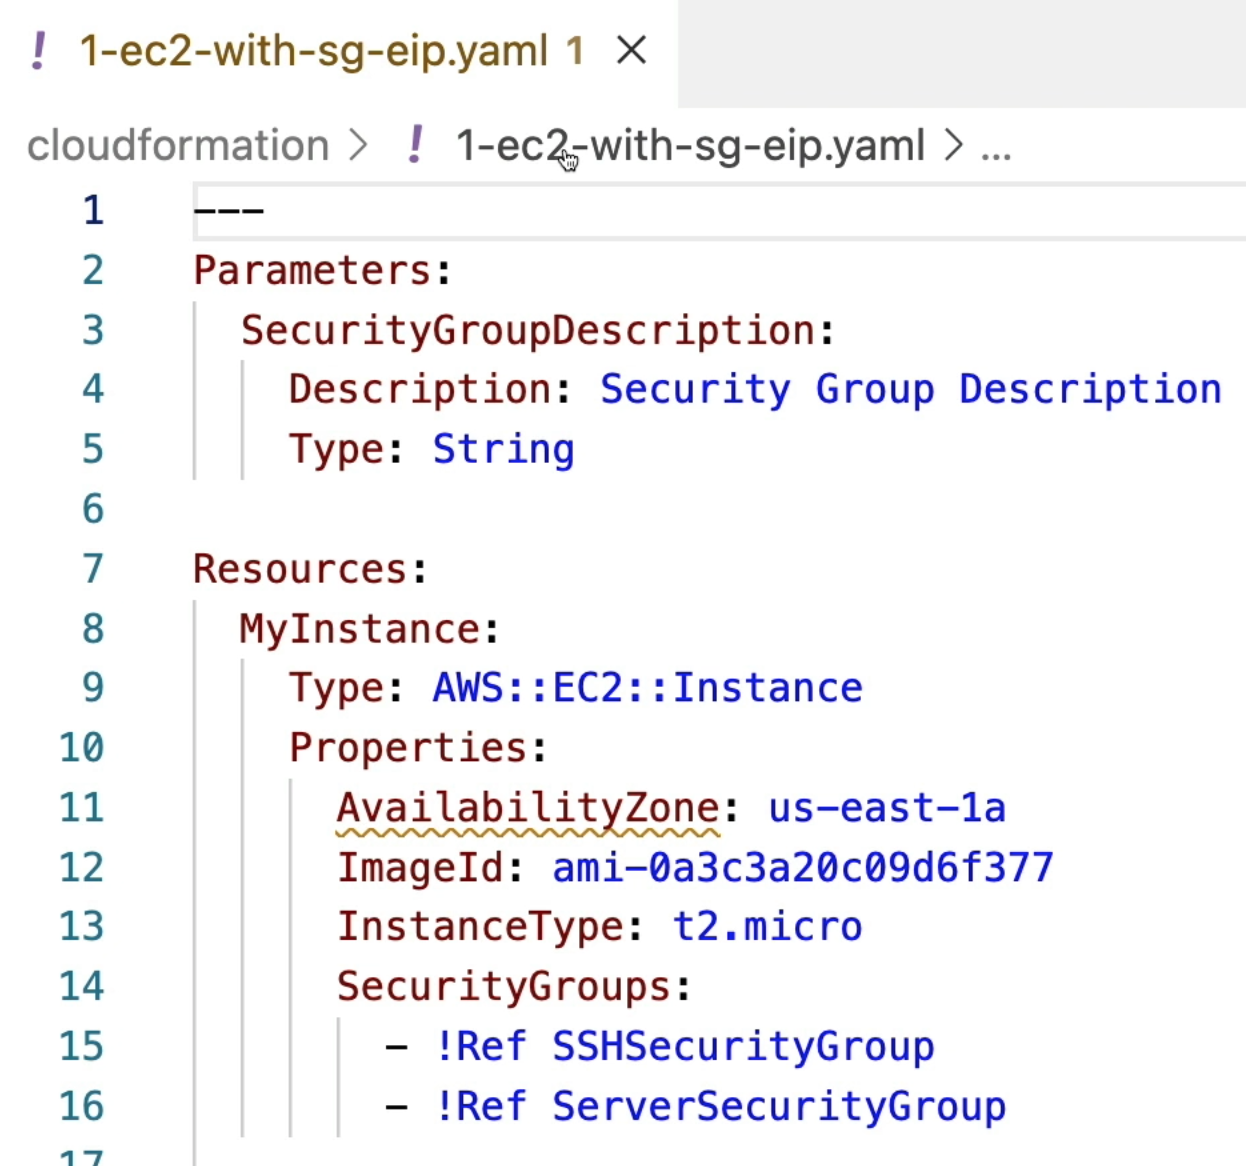 ! 1-ec2-with-sg-eip.yaml 1 ×
cloudformation > ! 1-ec2-with-sg-eip.yaml > ...
1 ---
2 Parameters:
3 SecurityGroupDescription:
4 Description: Security Group Description
5 Type: String
6
7 Resources:
8 MyInstance:
9 Type: AWS::EC2::Instance
10 Properties:
11 AvailabilityZone: us-east-1a
12 ImageId: ami-0a3c3a20c09d6f377
13 InstanceType: t2.micro
14 SecurityGroups:
15 - !Ref SSHSecurityGroup
16 - !Ref ServerSecurityGroup
17